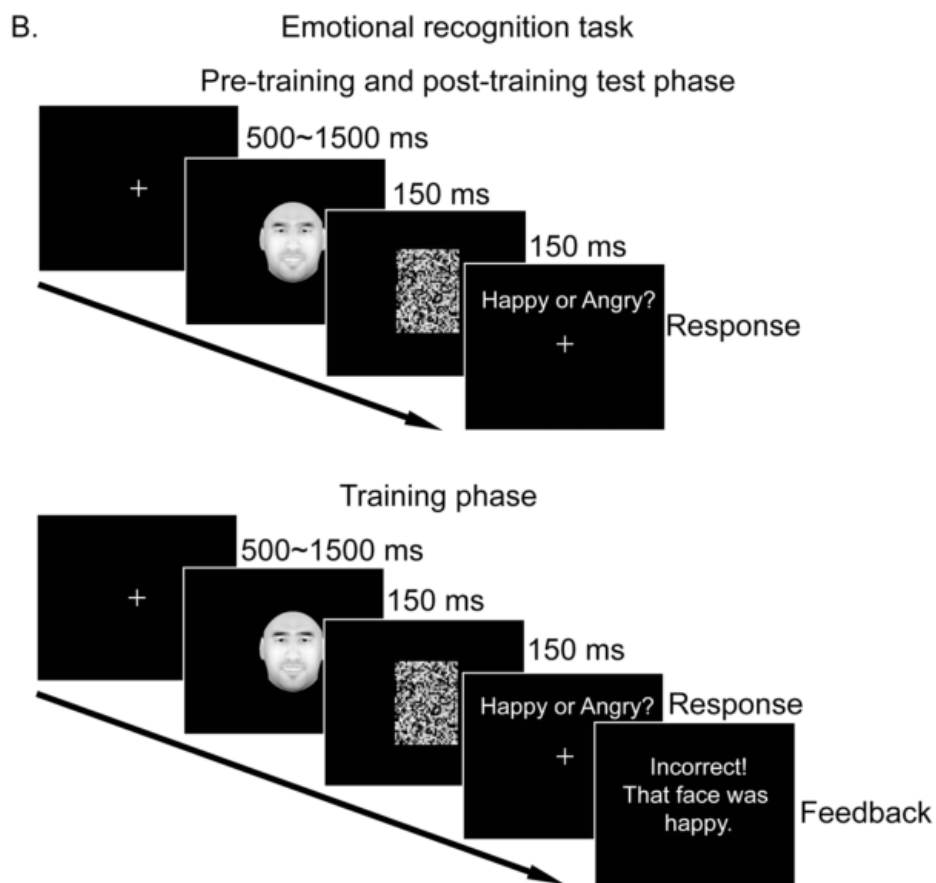 B.
Emotional recognition task
Pre-training and post-training test phase
500~1500 ms
150 ms
150 ms
Happy or Angry?
Response
Training phase
500~1500 ms
150 ms
150 ms
Happy or Angry?
Response
Incorrect!
That face was
happy.
Feedback